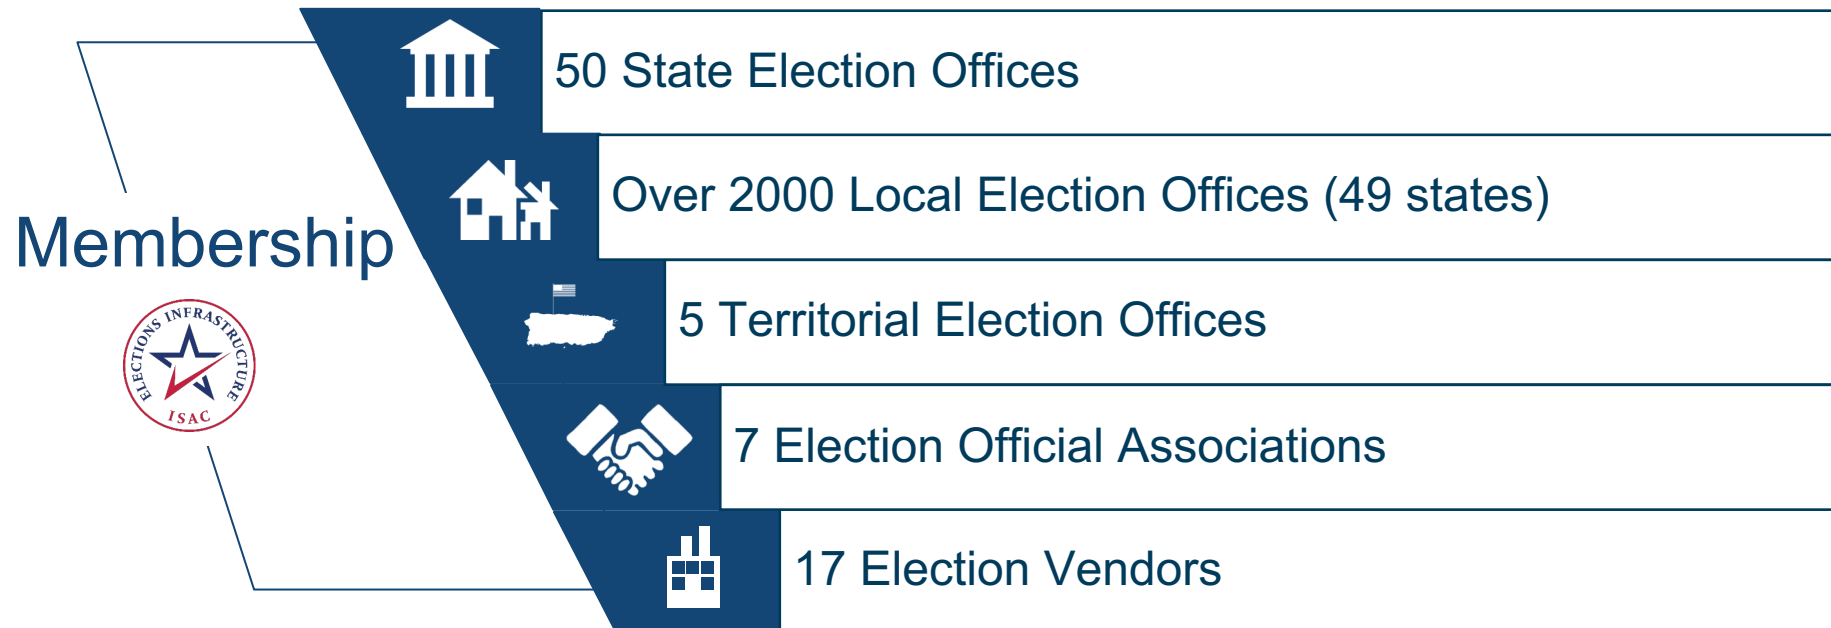 Membership
ELECTIONS INFRASTRUCTURE
ISAC
50 State Election Offices
Over 2000 Local Election Offices (49 states)
5 Territorial Election Offices
7 Election Official Associations
17 Election Vendors